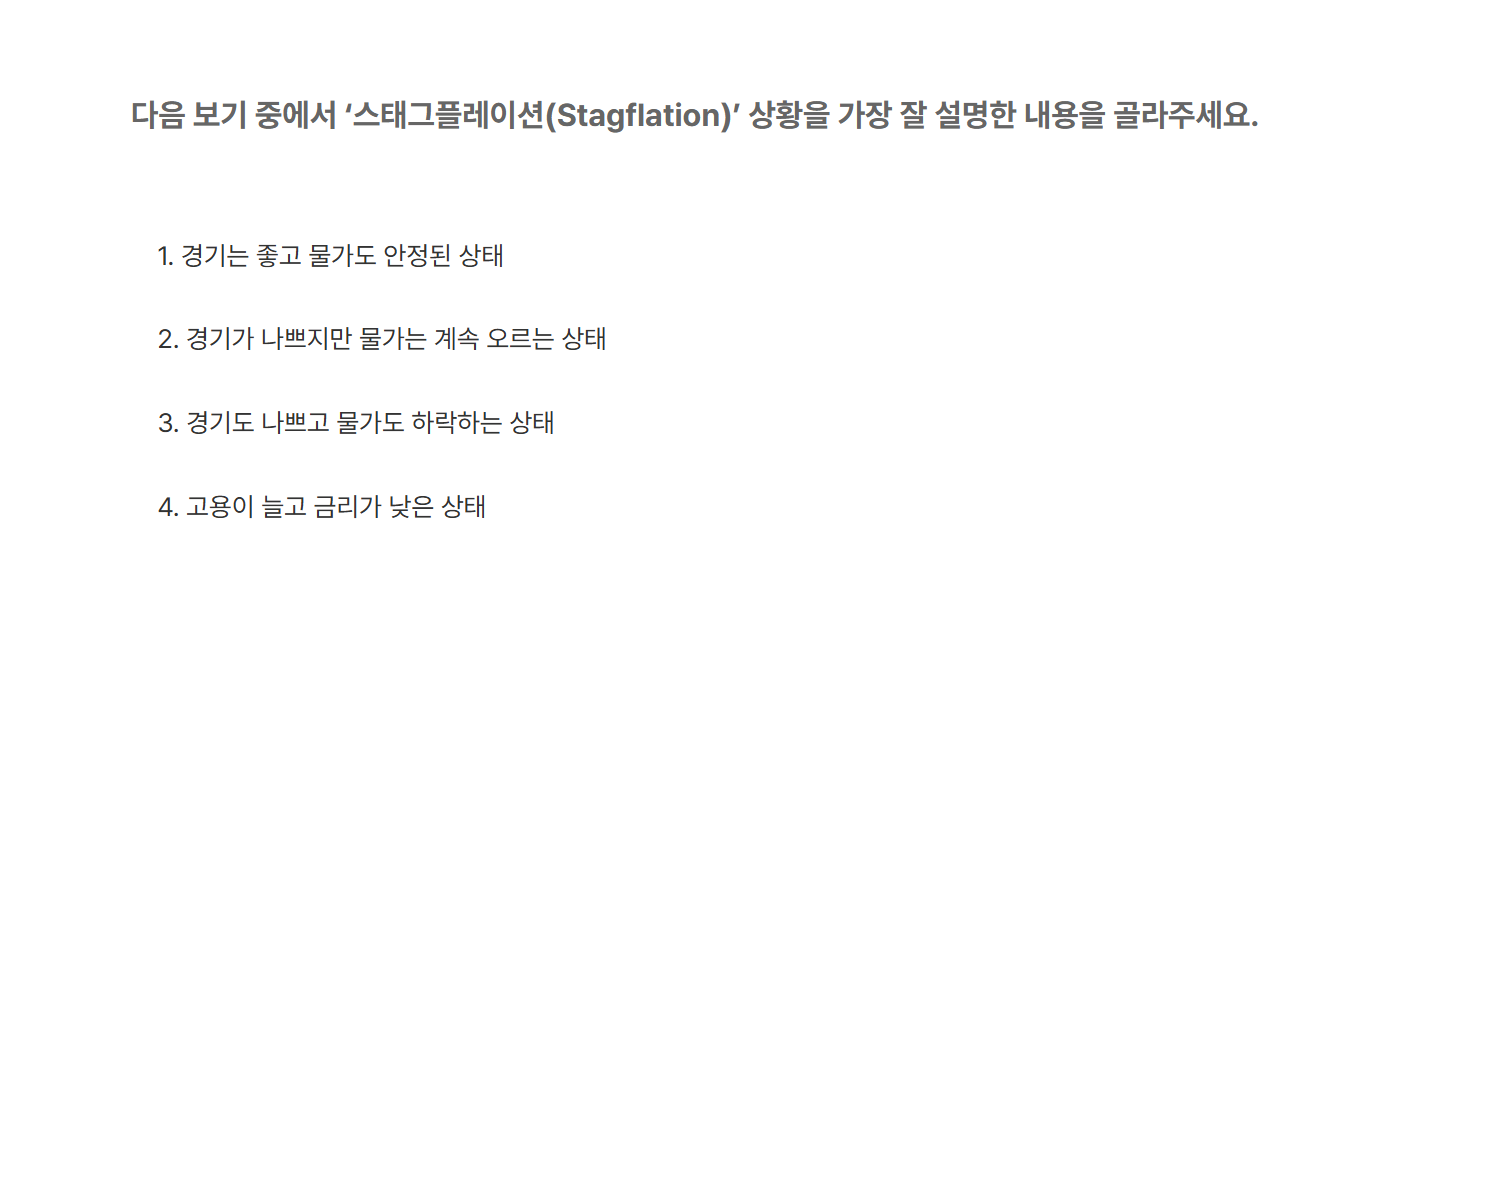 다음 보기 중에서 ‘스태그플레이션(Stagflation)’ 상황을 가장 잘 설명한 내용을 골라주세요.
1. 경기는 좋고 물가도 안정된 상태
2. 경기가 나쁘지만 물가는 계속 오르는 상태
3. 경기도 나쁘고 물가도 하락하는 상태
4. 고용이 늘고 금리가 낮은 상태